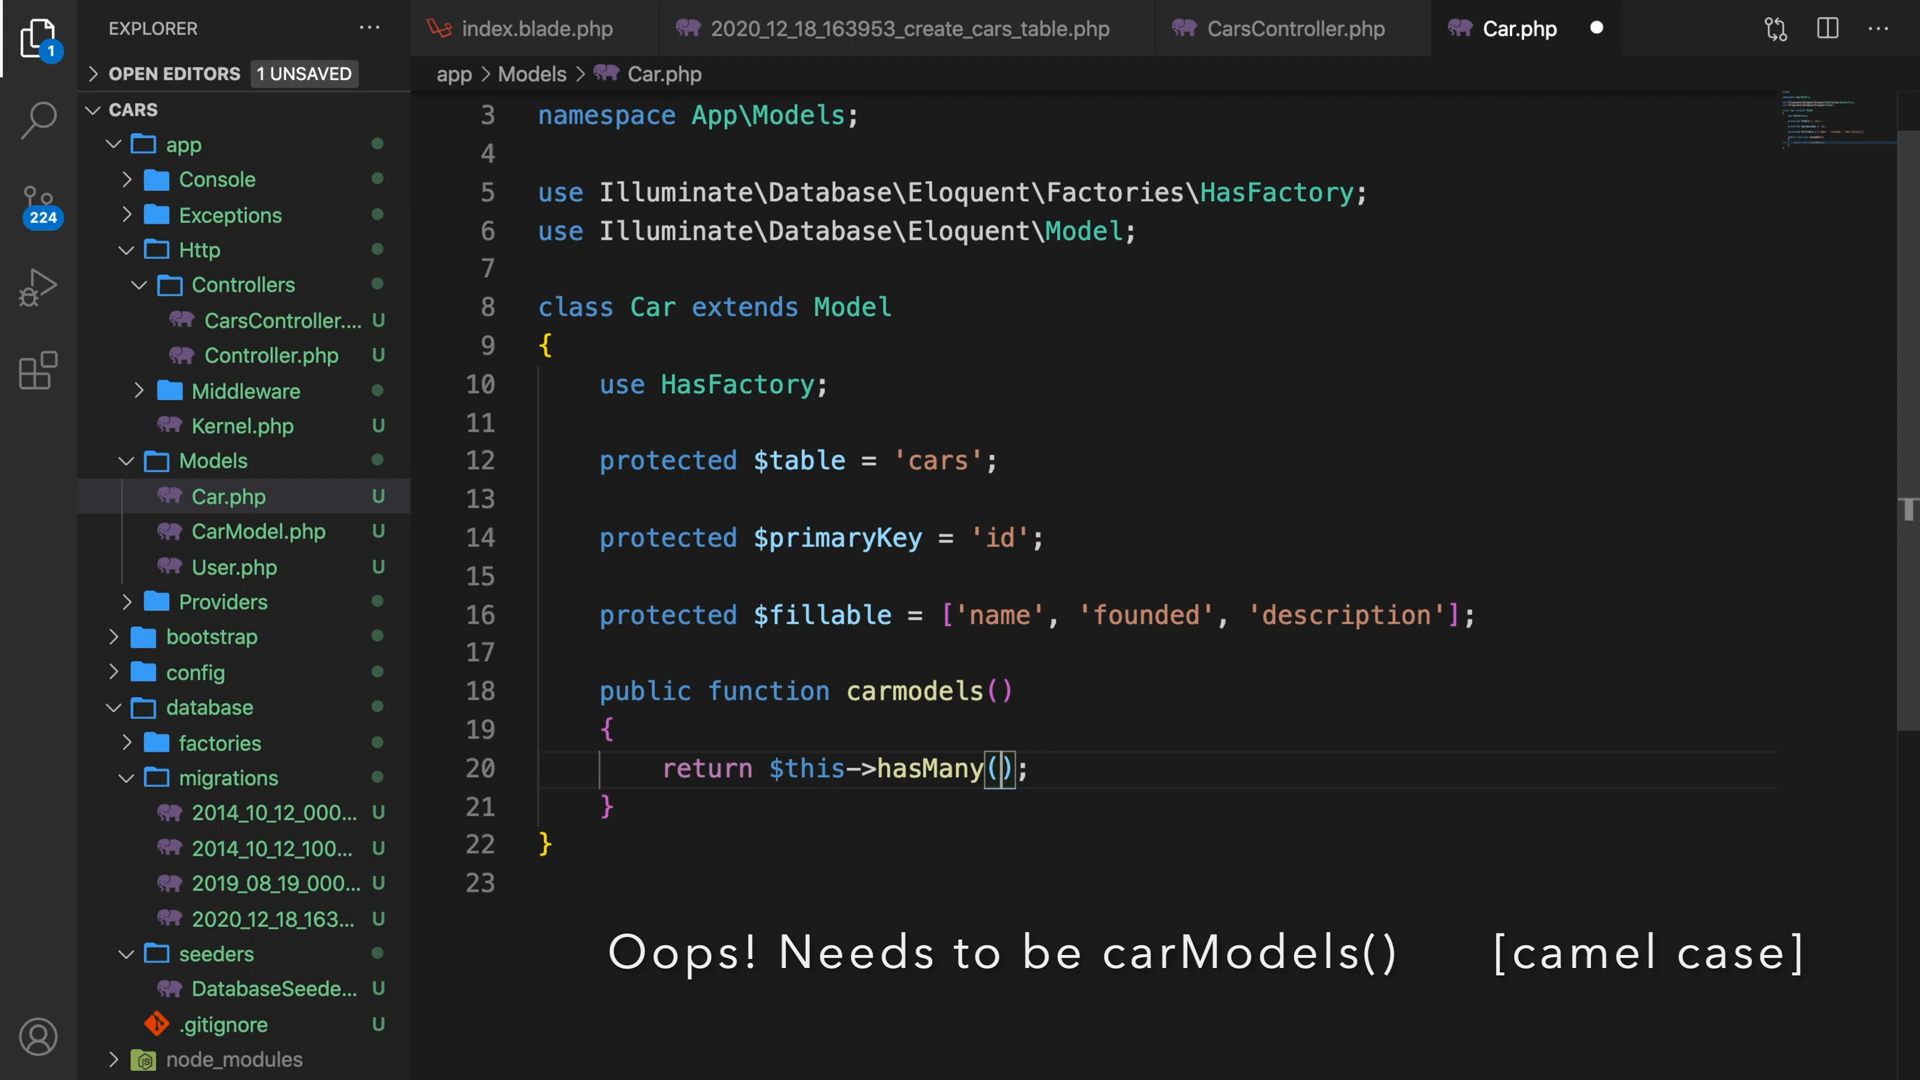 EXPLORER
index.blade.php
2020_12_18_163953_create_cars_table.php
CarsController.php
Car.php
OPEN EDITORS 1 UNSAVED
app > Models > Car.php
CARS
app
Console
Exceptions
Http
Controllers
CarsController.... U
Controller.php U
Middleware
Kernel.php U
Models
Car.php U
CarModel.php U
User.php U
Providers
bootstrap
config
database
factories
migrations
2014_10_12_000... U
2014_10_12_100... U
2019_08_19_000... U
2020_12_18_163... U
seeders
DatabaseSeede... U
.gitignore U
node_modules
1
224
3 namespace App\Models;
4
5 use Illuminate\Database\Eloquent\Factories\HasFactory;
6 use Illuminate\Database\Eloquent\Model;
7
8 class Car extends Model
9 {
10 use HasFactory;
11
12 protected $table = 'cars';
13
14 protected $primaryKey = 'id';
15
16 protected $fillable = ['name', 'founded', 'description'];
17
18 public function carmodels()
19 {
20 return $this->hasMany();
21 }
22 }
23
Oops! Needs to be carModels() [camel case]